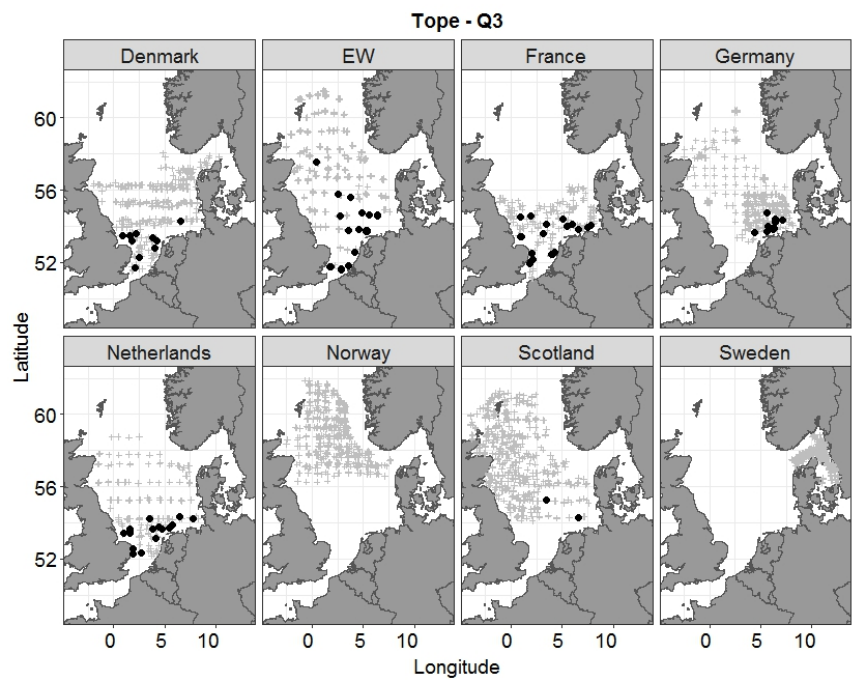 Tope - Q3
Denmark EW France Germany
60
56
52
Latitude
Netherlands Norway Scotland Sweden
60
56
52
0 5 10 0 5 10 0 5 10 0 5 10
Longitude